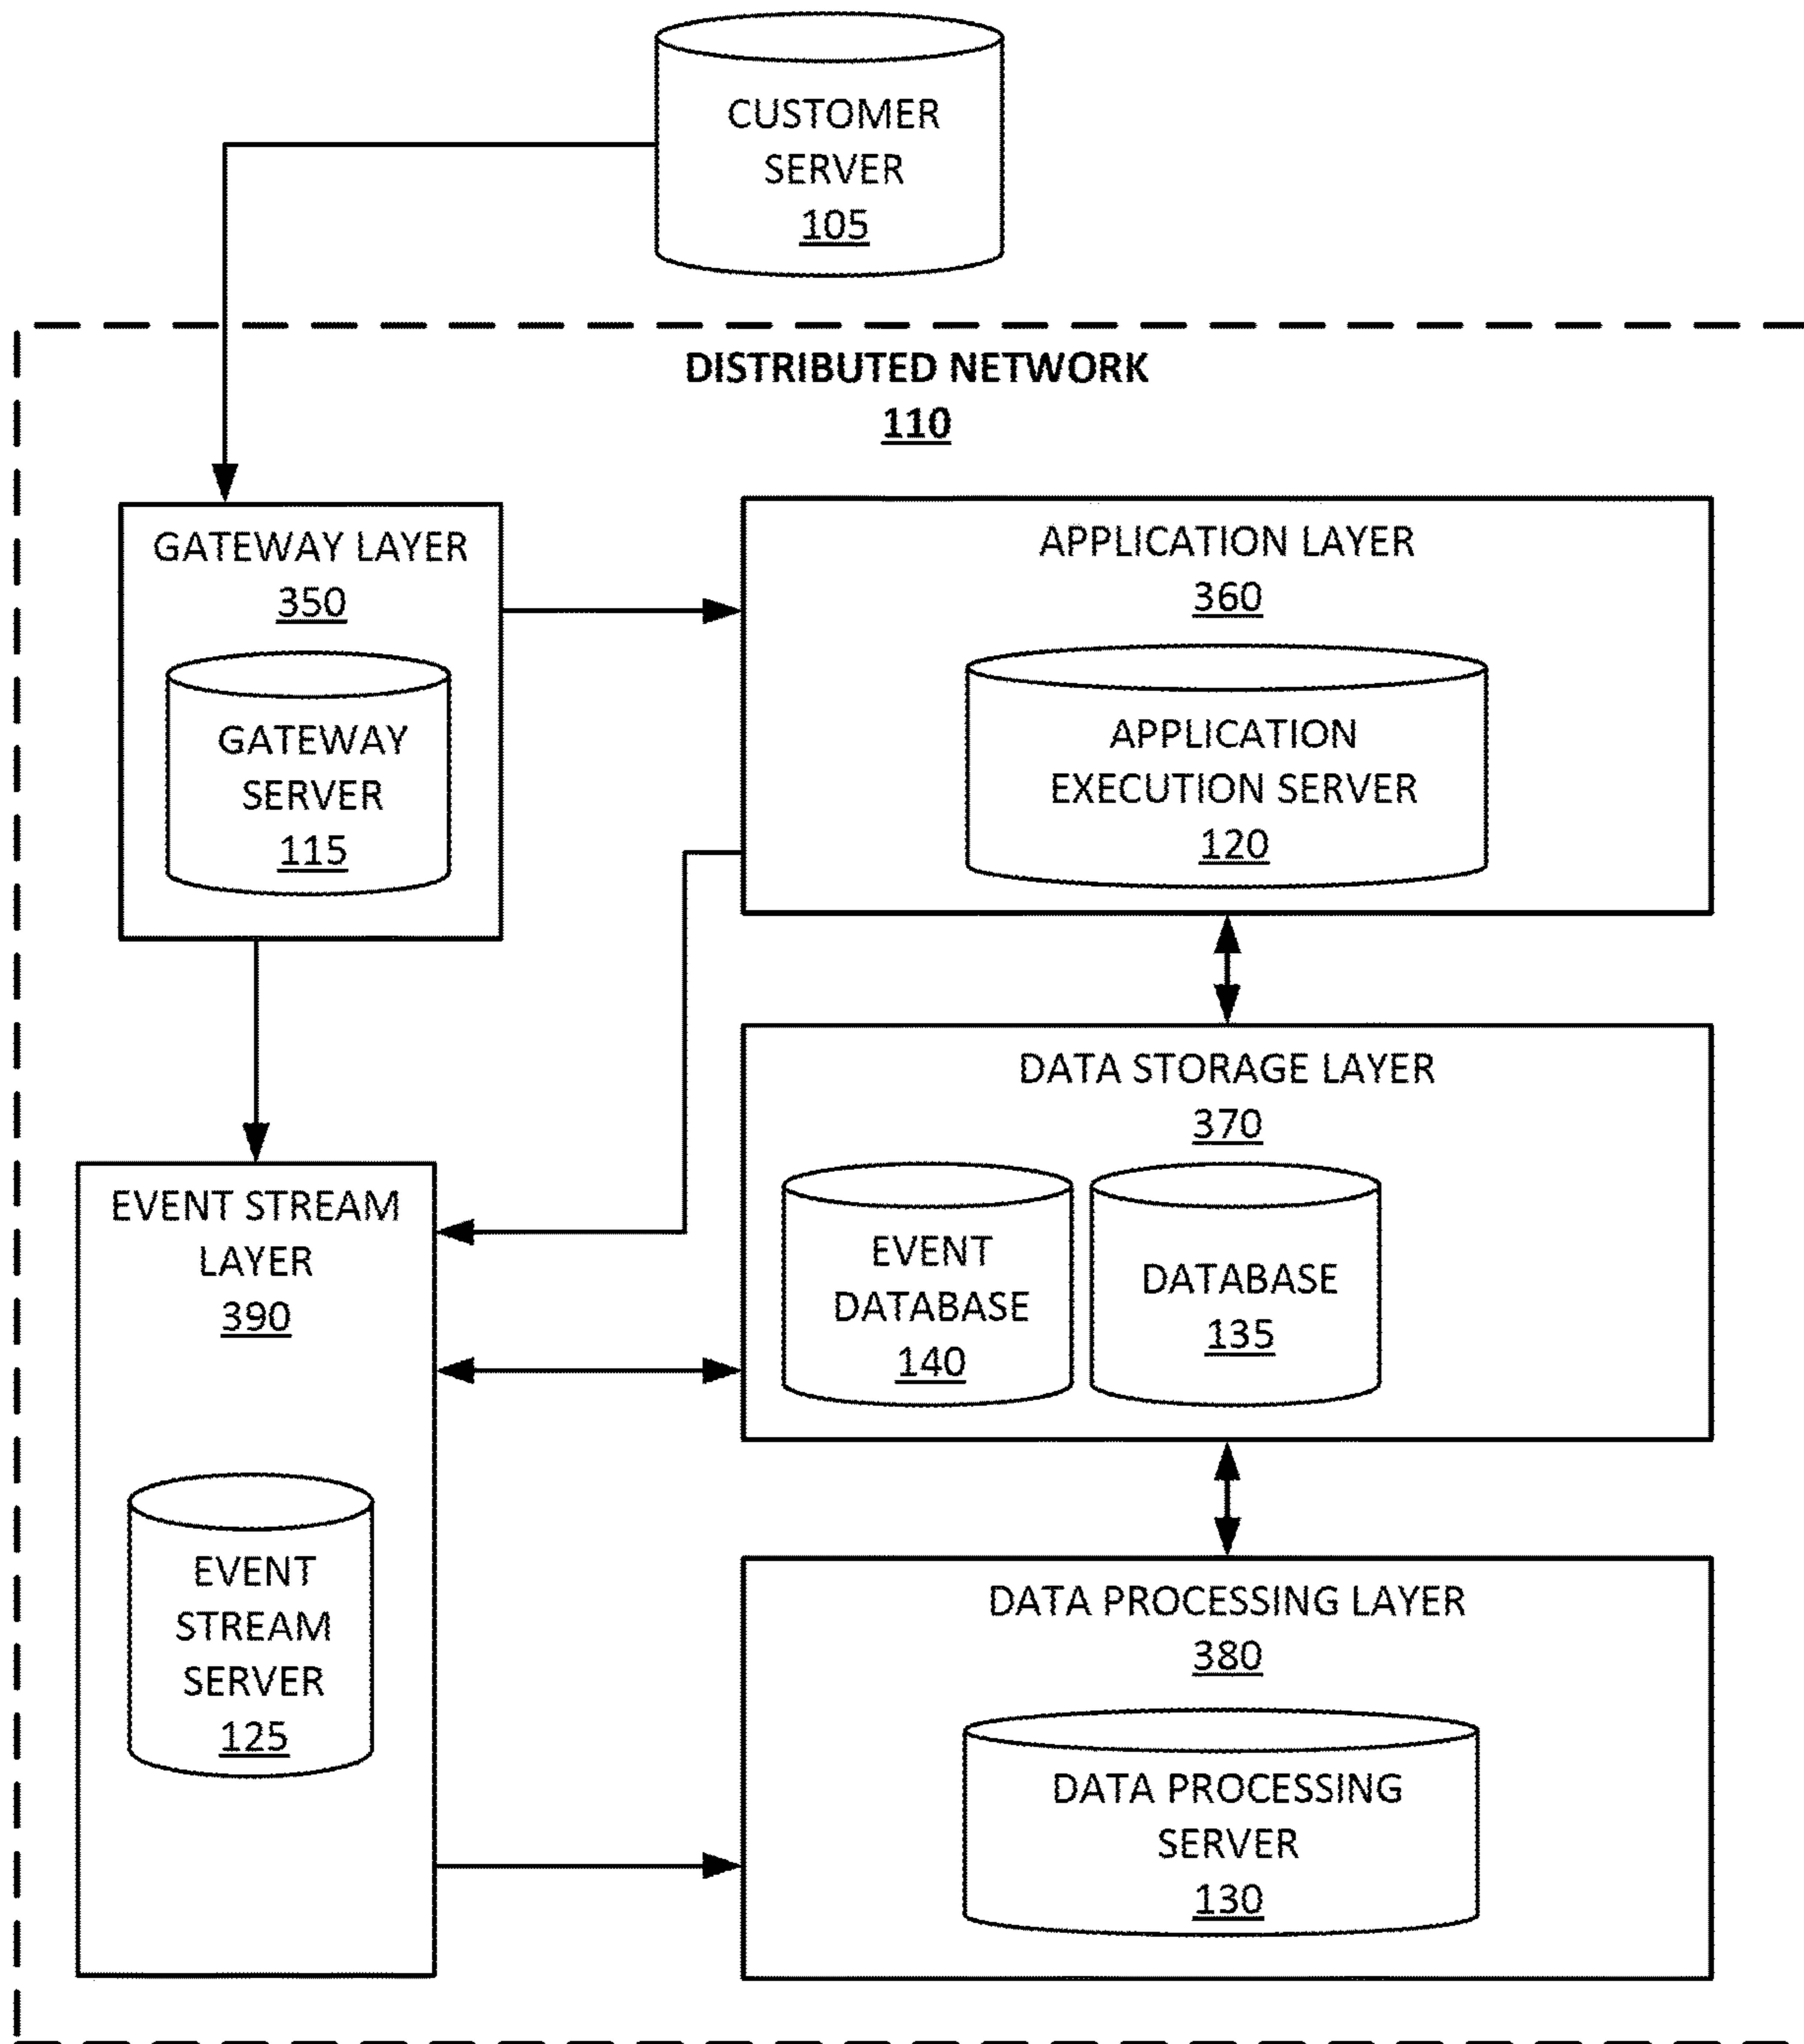 CUSTOMER
SERVER
105
DISTRIBUTED NETWORK
110
GATEWAY LAYER
350
GATEWAY
SERVER
115
APPLICATION LAYER
360
APPLICATION
EXECUTION SERVER
120
DATA STORAGE LAYER
370
EVENT
DATABASE
140
DATABASE
135
EVENT STREAM
LAYER
390
EVENT
STREAM
SERVER
125
DATA PROCESSING LAYER
380
DATA PROCESSING
SERVER
130